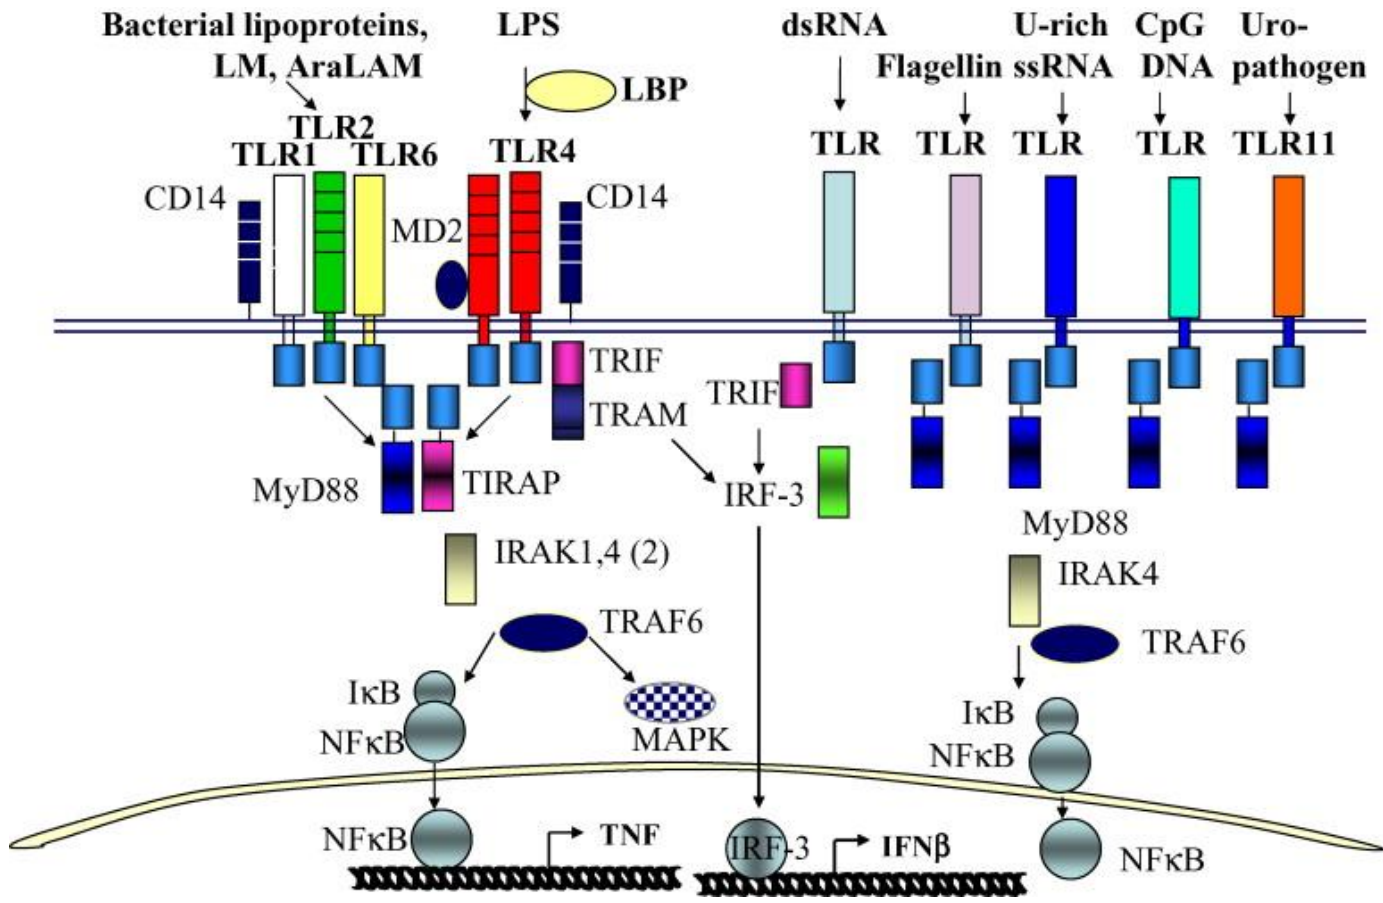 Bacterial lipoproteins,
LM, AraLAM
LPS
LBP
dsRNA
Flagellin
U-rich
ssRNA
CpG
DNA
Uro-
pathogen
TLR2
TLR1
TLR6
TLR4
TLR
TLR
TLR
TLR
TLR11
CD14
MD2
CD14
TRIF
TRAM
TRIF
MyD88
TIRAP
IRF-3
MyD88
IRAK1,4 (2)
IRAK4
TRAF6
TRAF6
IκB
NFκB
MAPK
IκB
NFκB
NFκB
TNF
IRF-3
IFNβ
NFκB